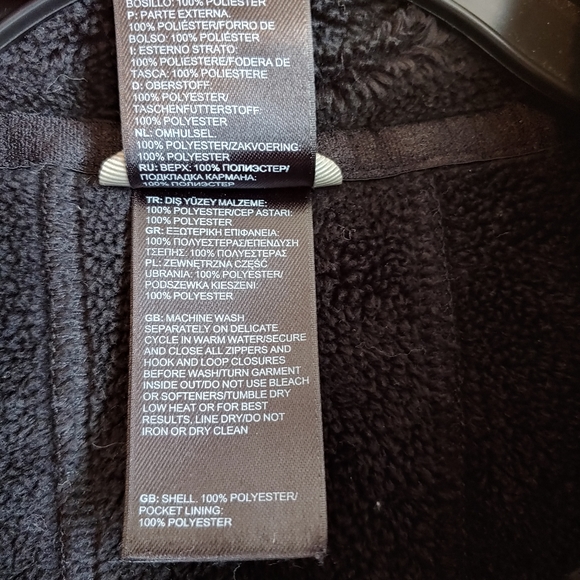 BOSILLO: 100% POLIÉSTER
P: PARTE EXTERNA.
100% POLIÉSTER/FORRO DE
BOLSO: 100% POLIÉSTER
I: ESTERNO STRATO:
100% POLIESTERE/FODERA DE
TASCA: 100% POLIESTERE
D: OBERSTOFF:
100% POLYESTER/
TASCHENFUTTERSTOFF:
100% POLYESTER
NL: OMHULSEL.
100% POLYESTER/ZAKVOERING:
100% POLYESTER
RU: ВЕРХ: 100% ПОЛИЭСТЕР/
ПОДКЛАДКА КАРМАНА:
100% ПОЛИЭСТЕР
TR: DIŞ YÜZEY MALZEME:
100% POLYESTER/CEP ASTARI:
100% POLYESTER
GR: ΕΞΩΤΕΡΙΚΗ ΕΠΙΦΑΝΕΙΑ:
100% ΠΟΛΥΕΣΤΕΡΑΣ/ΕΠΕΝΔΥΣΗ
ΤΣΕΠΗΣ: 100% ΠΟΛΥΕΣΤΕΡΑΣ
PL: ZEWNĘTRZNA CZĘŚĆ
UBRANIA: 100% POLYESTER/
PODSZEWKA KIESZENI:
100% POLYESTER
GB: MACHINE WASH
SEPARATELY ON DELICATE
CYCLE IN WARM WATER/SECURE
AND CLOSE ALL ZIPPERS AND
HOOK AND LOOP CLOSURES
BEFORE WASH/TURN GARMENT
INSIDE OUT/DO NOT USE BLEACH
OR SOFTENERS/TUMBLE DRY
LOW HEAT OR FOR BEST
RESULTS, LINE DRY/DO NOT
IRON OR DRY CLEAN
GB: SHELL. 100% POLYESTER/
POCKET LINING:
100% POLYESTER